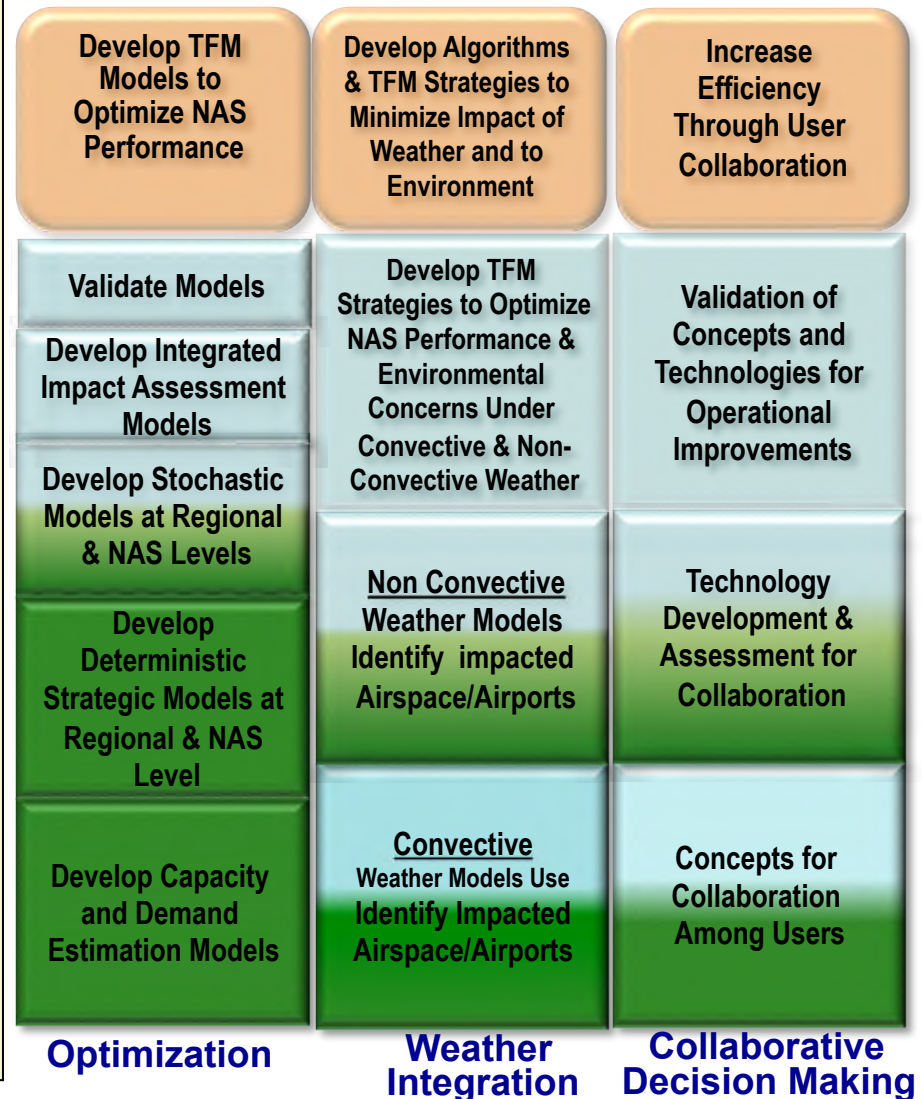 Develop TFM
Models to
Optimize NAS
Performance
Develop Algorithms
& TFM Strategies to
Minimize Impact of
Weather and to
Environment
Increase
Efficiency
Through User
Collaboration
Validate Models
Develop Integrated
Impact Assessment
Models
Develop Stochastic
Models at Regional
& NAS Levels
Develop
Deterministic
Strategic Models at
Regional & NAS
Level
Develop Capacity
and Demand
Estimation Models
Optimization
Develop TFM
Strategies to Optimize
NAS Performance &
Environmental
Concerns Under
Convective & Non-
Convective Weather
Non Convective
Weather Models
Identify impacted
Airspace/Airports
Convective
Weather Models Use
Identify Impacted
Airspace/Airports
Weather
Integration
Validation of
Concepts and
Technologies for
Operational
Improvements
Technology
Development &
Assessment for
Collaboration
Concepts for
Collaboration
Among Users
Collaborative
Decision Making